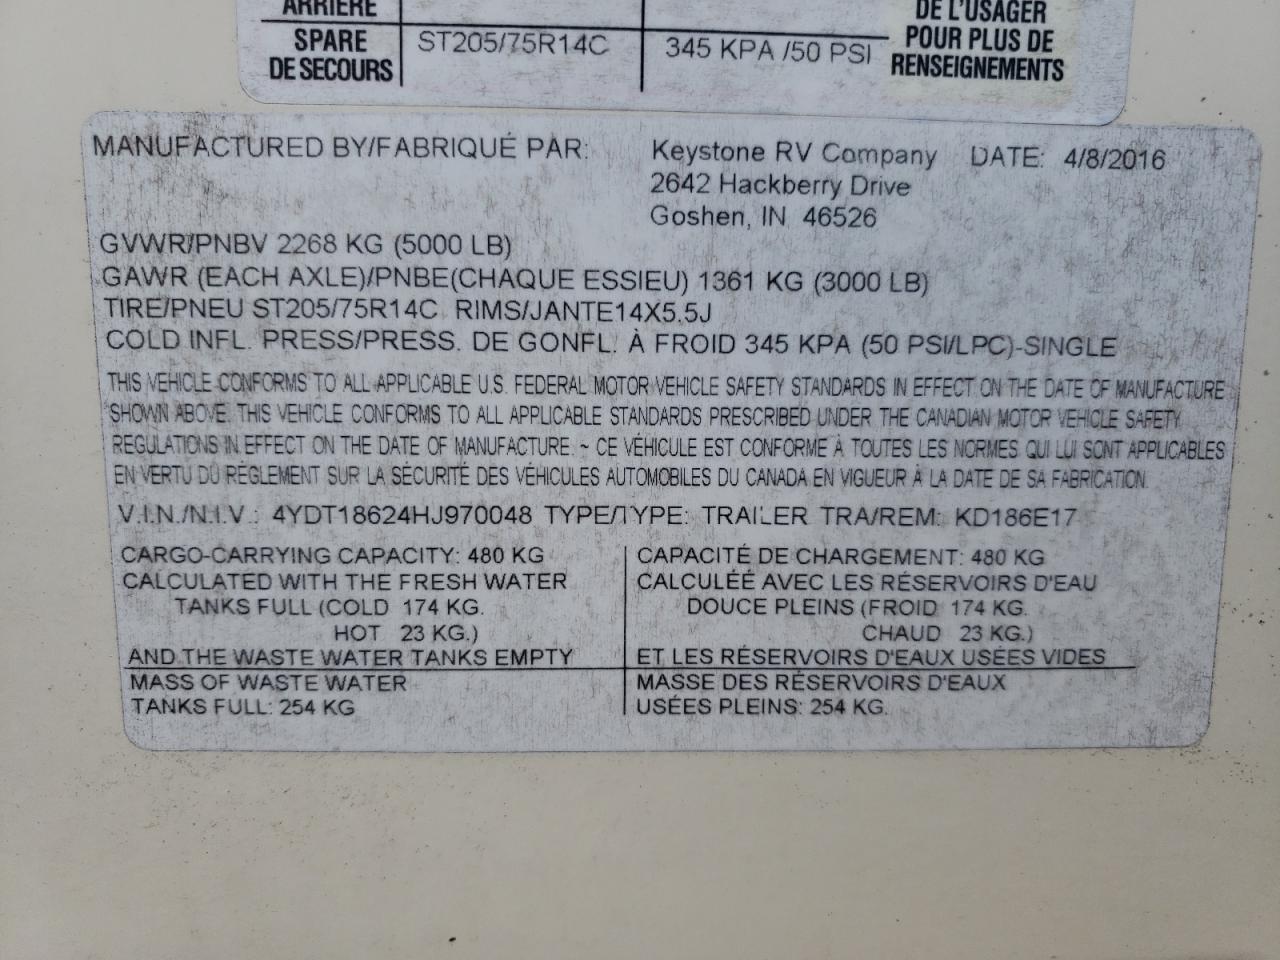 ARRIÈRE
DE L'USAGER
SPARE ST205/75R14C 345 KPA /50 PSI POUR PLUS DE
DE SECOURS RENSEIGNEMENTS
MANUFACTURED BY/FABRIQUÉ PAR: Keystone RV Company DATE: 4/8/2016
2642 Hackberry Drive
Goshen, IN 46526
GVWR/PNBV 2268 KG (5000 LB)
GAWR (EACH AXLE)/PNBE(CHAQUE ESSIEU) 1361 KG (3000 LB)
TIRE/PNEU ST205/75R14C RIMS/JANTE14X5.5J
COLD INFL. PRESS/PRESS. DE GONFL. À FROID 345 KPA (50 PSI/LPC)-SINGLE
THIS VEHICLE CONFORMS TO ALL APPLICABLE U.S. FEDERAL MOTOR VEHICLE SAFETY STANDARDS IN EFFECT ON THE DATE OF MANUFACTURE
SHOWN ABOVE. THIS VEHICLE CONFORMS TO ALL APPLICABLE STANDARDS PRESCRIBED UNDER THE CANADIAN MOTOR VEHICLE SAFETY
REGULATIONS IN EFFECT ON THE DATE OF MANUFACTURE. ~ CE VÉHICULE EST CONFORME À TOUTES LES NORMES QUI LUI SONT APPLICABLES
EN VERTU DU RÈGLEMENT SUR LA SÉCURITÉ DES VÉHICULES AUTOMOBILES DU CANADA EN VIGUEUR À LA DATE DE SA FABRICATION.
V.I.N./N.I.V.: 4YDT18624HJ970048 TYPE/TYPE: TRAILER TRA/REM: KD186E17
CARGO-CARRYING CAPACITY: 480 KG
CALCULATED WITH THE FRESH WATER
TANKS FULL (COLD 174 KG.
HOT 23 KG.)
AND THE WASTE WATER TANKS EMPTY
MASS OF WASTE WATER
TANKS FULL: 254 KG
CAPACITÉ DE CHARGEMENT: 480 KG
CALCULÉE AVEC LES RÉSERVOIRS D'EAU
DOUCE PLEINS (FROID 174 KG.
CHAUD 23 KG.)
ET LES RÉSERVOIRS D'EAUX USÉES VIDES
MASSE DES RÉSERVOIRS D'EAUX
USÉES PLEINS: 254 KG.